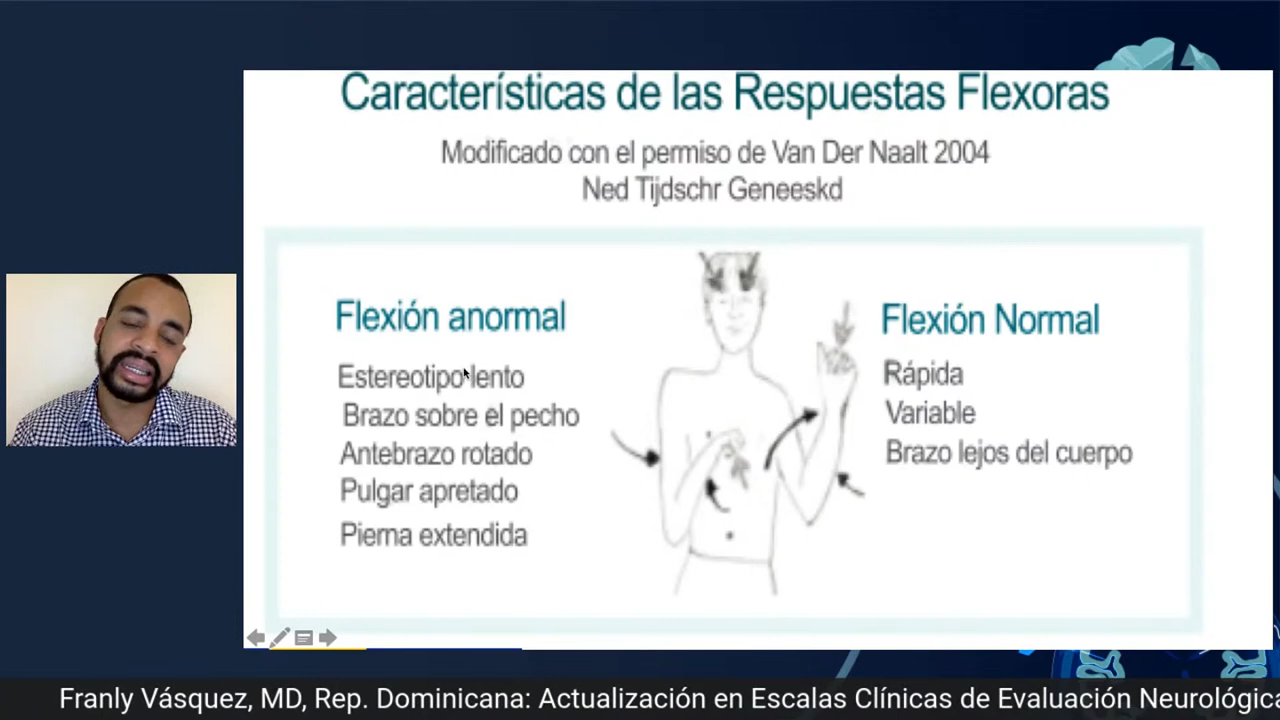 Características de las Respuestas Flexoras
Modificado con el permiso de Van Der Naalt 2004
Ned Tijdschr Geneeskd
Flexión anormal
Estereotipo lento
Brazo sobre el pecho
Antebrazo rotado
Pulgar apretado
Pierna extendida
Flexión Normal
Rápida
Variable
Brazo lejos del cuerpo
Franly Vásquez, MD, Rep. Dominicana: Actualización en Escalas Clínicas de Evaluación Neurológica